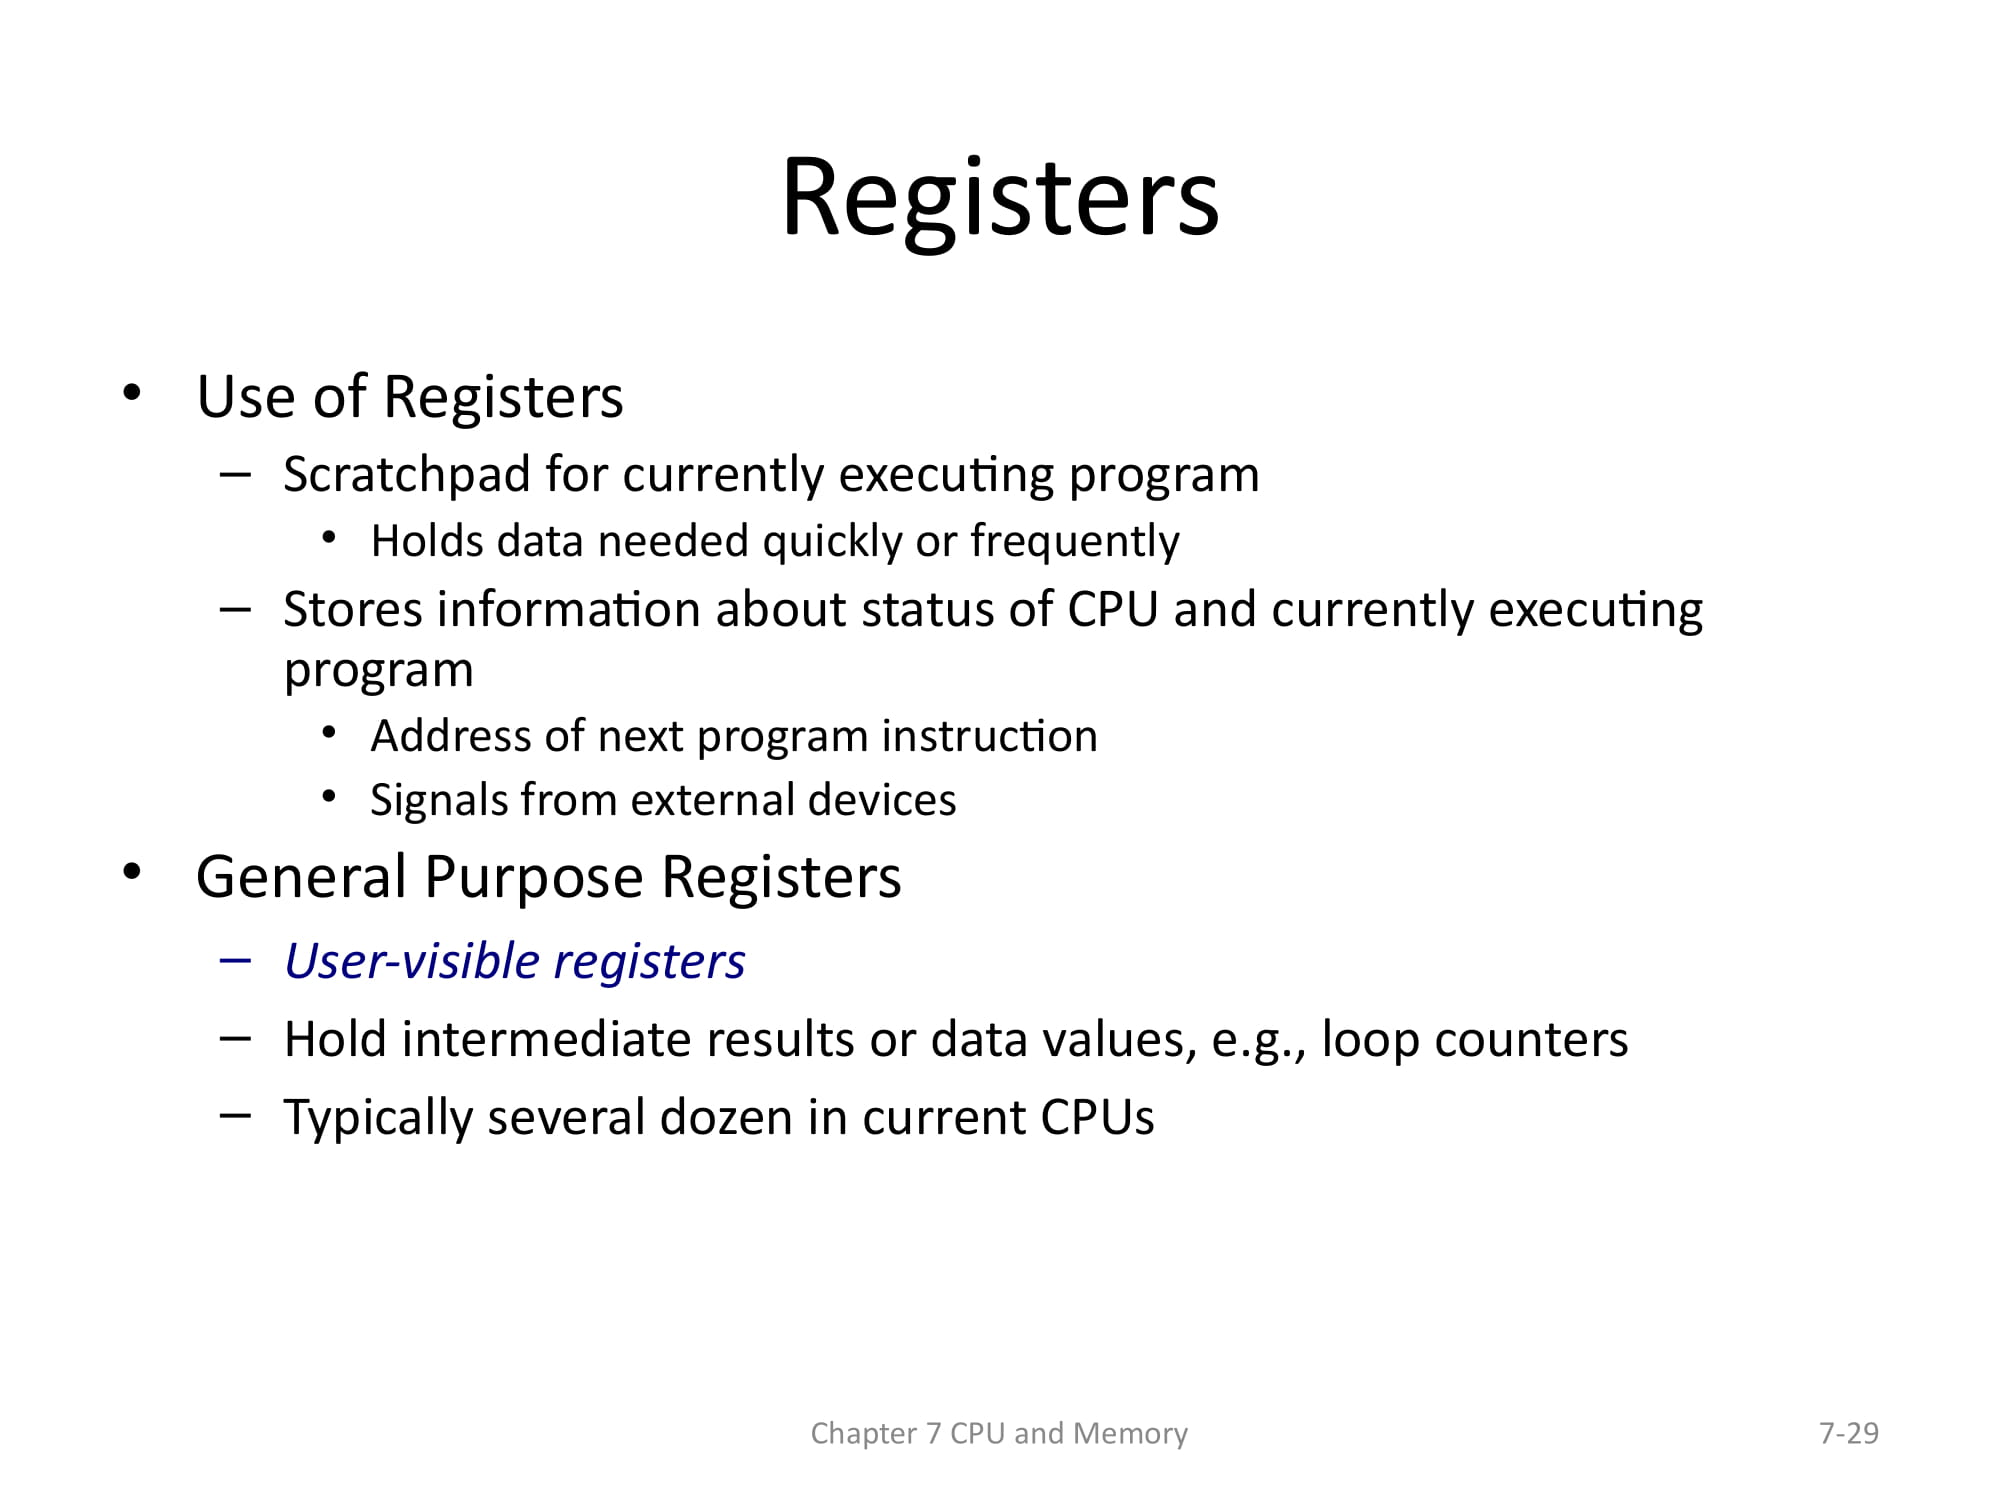 Registers
• Use of Registers
– Scratchpad for currently executing program
• Holds data needed quickly or frequently
– Stores information about status of CPU and currently executing
program
• Address of next program instruction
• Signals from external devices
• General Purpose Registers
– User-visible registers
– Hold intermediate results or data values, e.g., loop counters
– Typically several dozen in current CPUs
Chapter 7 CPU and Memory
7-29